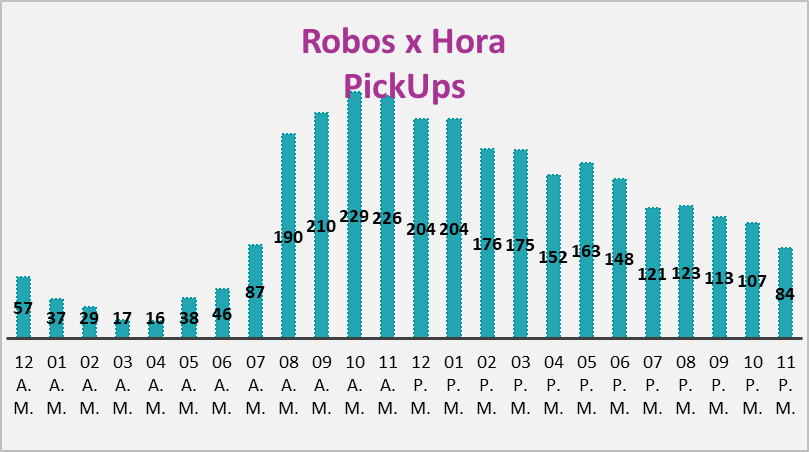 Robos x Hora
PickUps
57 37 29 17 16 38 46 87 190 210 229 226 204 204 176 175 152 163 148 121 123 113 107 84
12 01 02 03 04 05 06 07 08 09 10 11 12 01 02 03 04 05 06 07 08 09 10 11
A. A. A. A. A. A. A. A. A. A. A. A. P. P. P. P. P. P. P. P. P. P. P. P.
M. M. M. M. M. M. M. M. M. M. M. M. M. M. M. M. M. M. M. M. M. M. M. M.